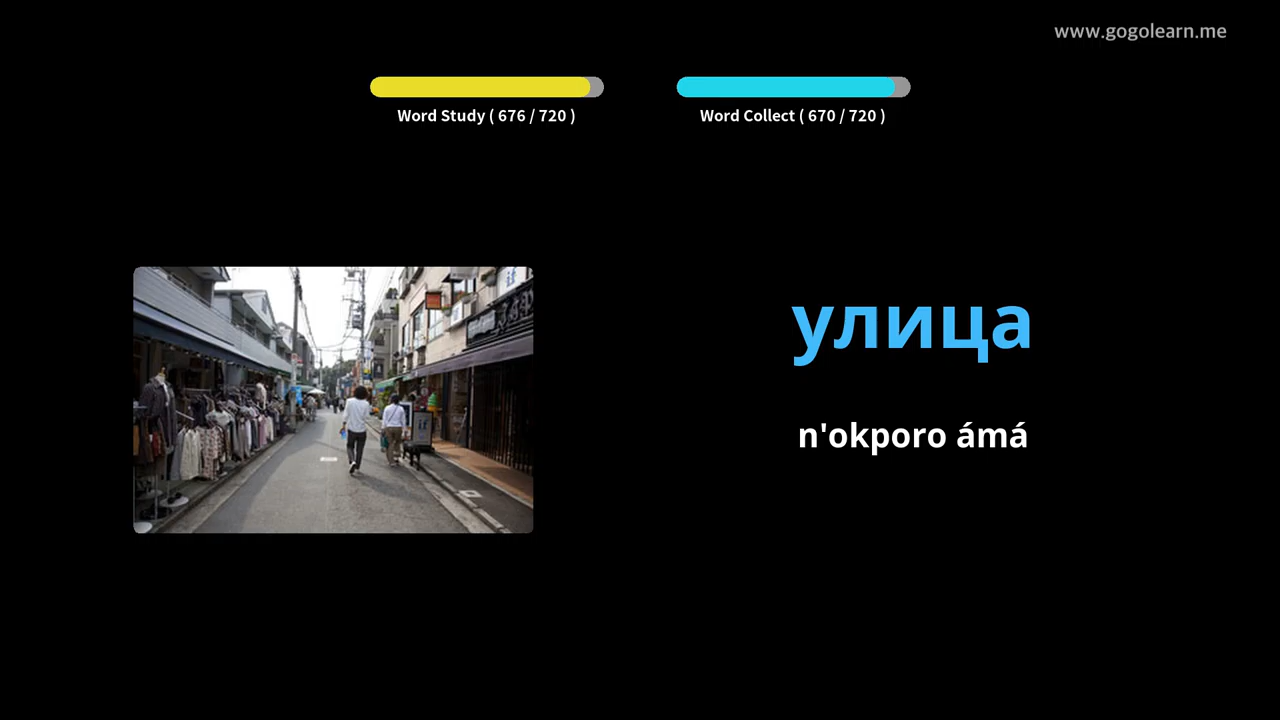 www.gogolearn.me
Word Study ( 676 / 720 )
Word Collect ( 670 / 720 )
улица
n'okporo ámá